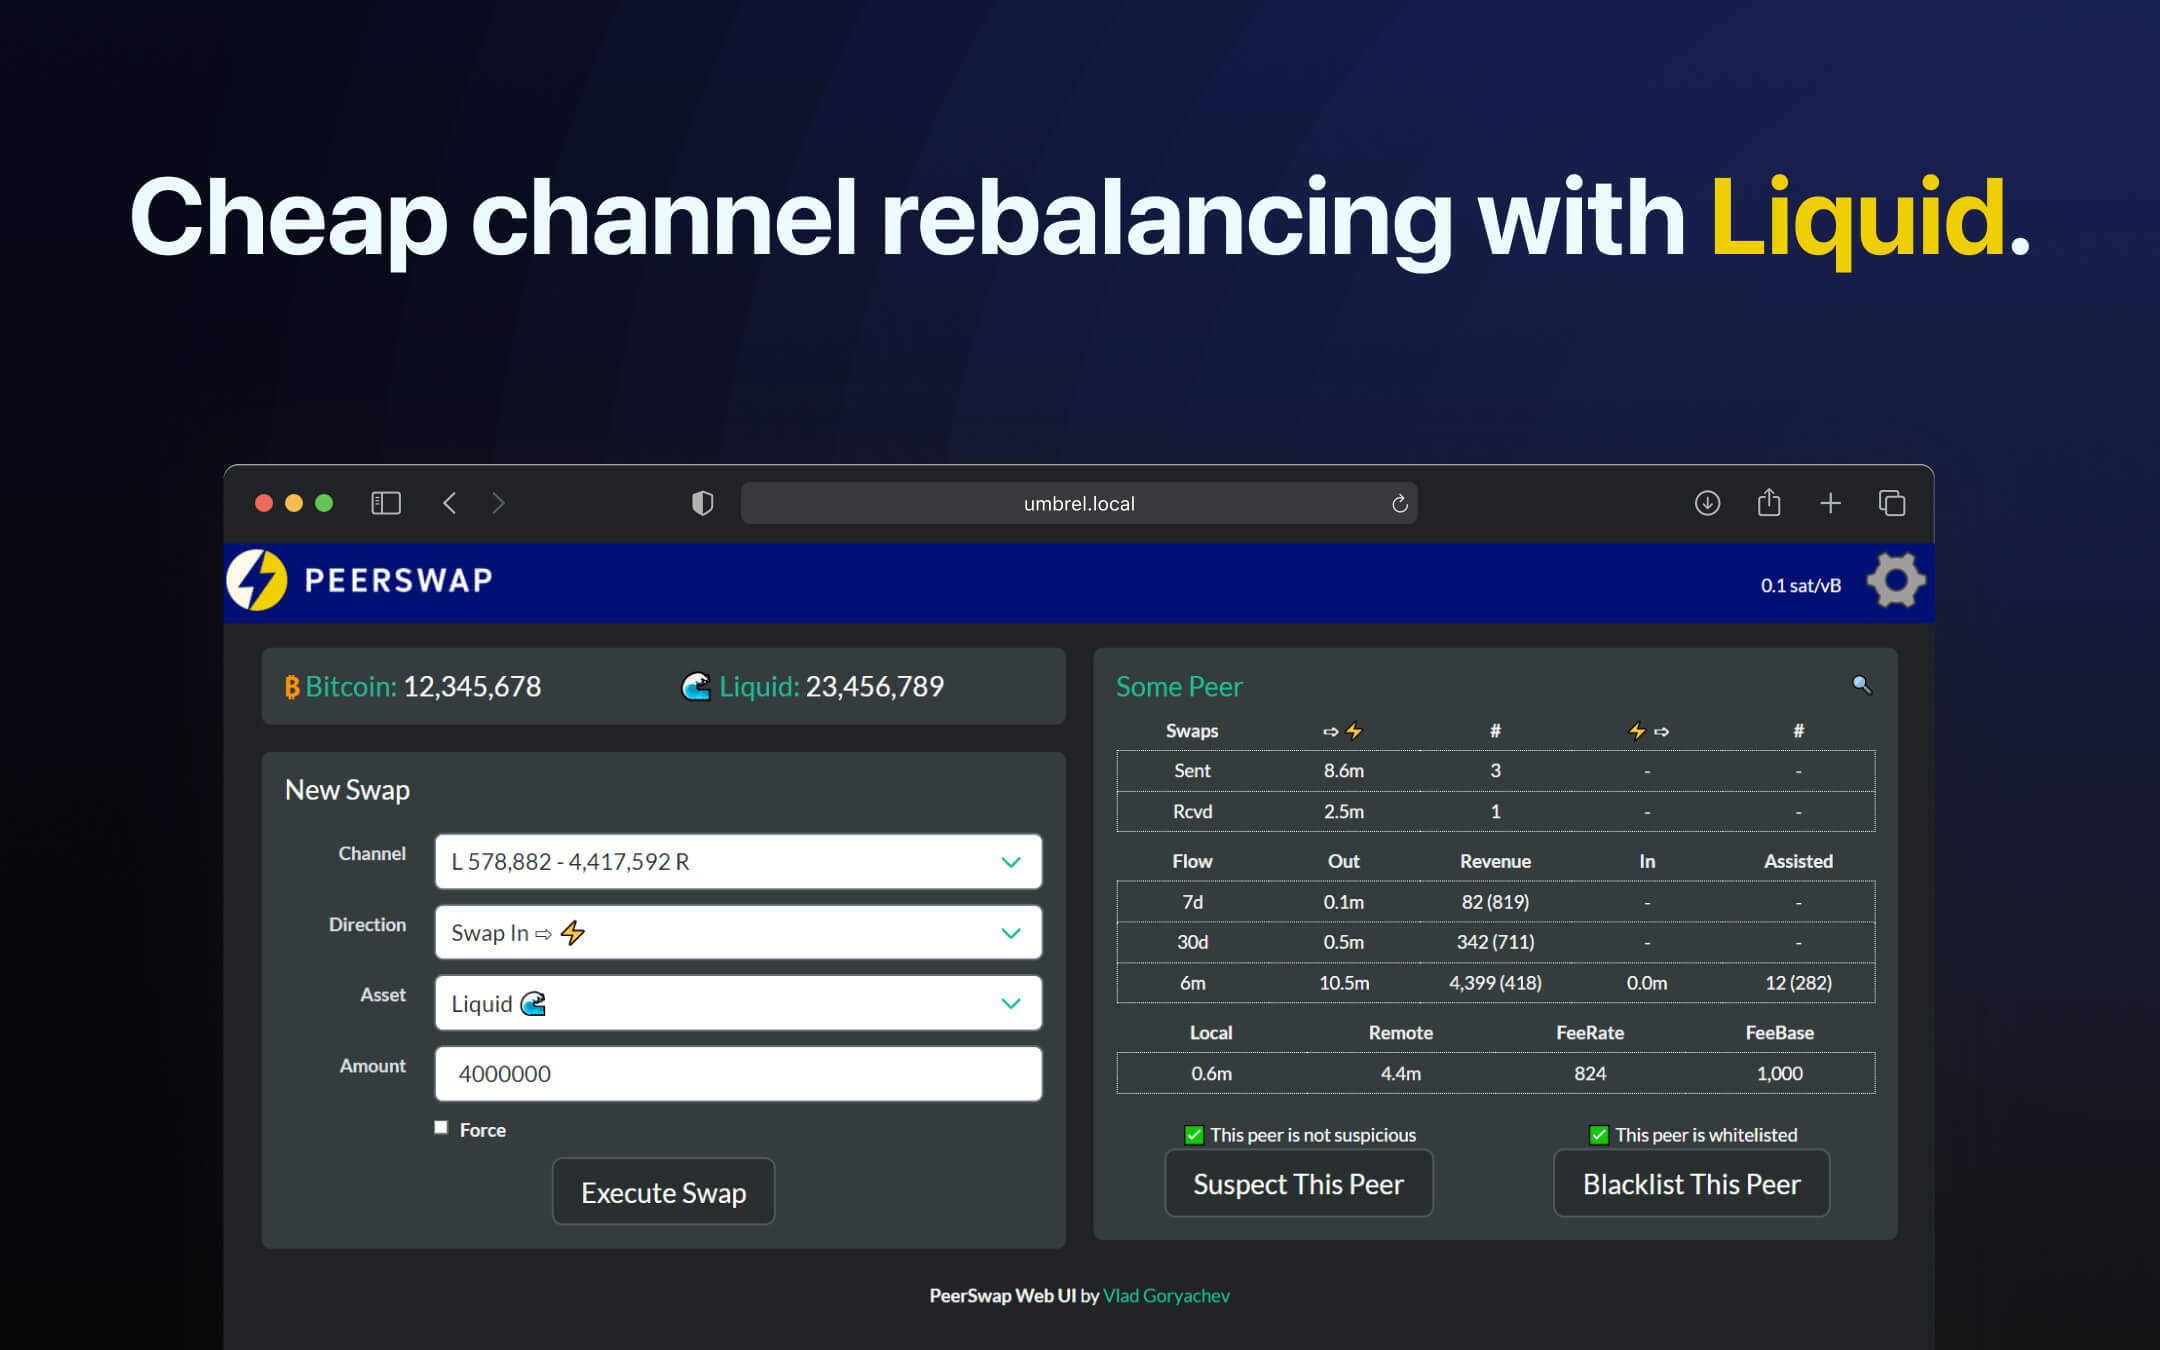 Cheap channel rebalancing with Liquid.
umbrel.local
PEERSWAP
0.1 sat/vB
Bitcoin: 12,345,678
Liquid: 23,456,789
New Swap
Channel
L 578,882 - 4,417,592 R
Direction
Swap In ⇨ ⚡
Asset
Liquid 🌊
Amount
4000000
Force
Execute Swap
Some Peer
Swaps ⇨⚡ # ⚡⇨ #
Sent 8.6m 3 - -
Rcvd 2.5m 1 - -
Flow Out Revenue In Assisted
7d 0.1m 82 (819) - -
30d 0.5m 342 (711) - -
6m 10.5m 4,399 (418) 0.0m 12 (282)
Local Remote FeeRate FeeBase
0.6m 4.4m 824 1,000
✅ This peer is not suspicious
Suspect This Peer
✅ This peer is whitelisted
Blacklist This Peer
PeerSwap Web UI by Vlad Goryachev